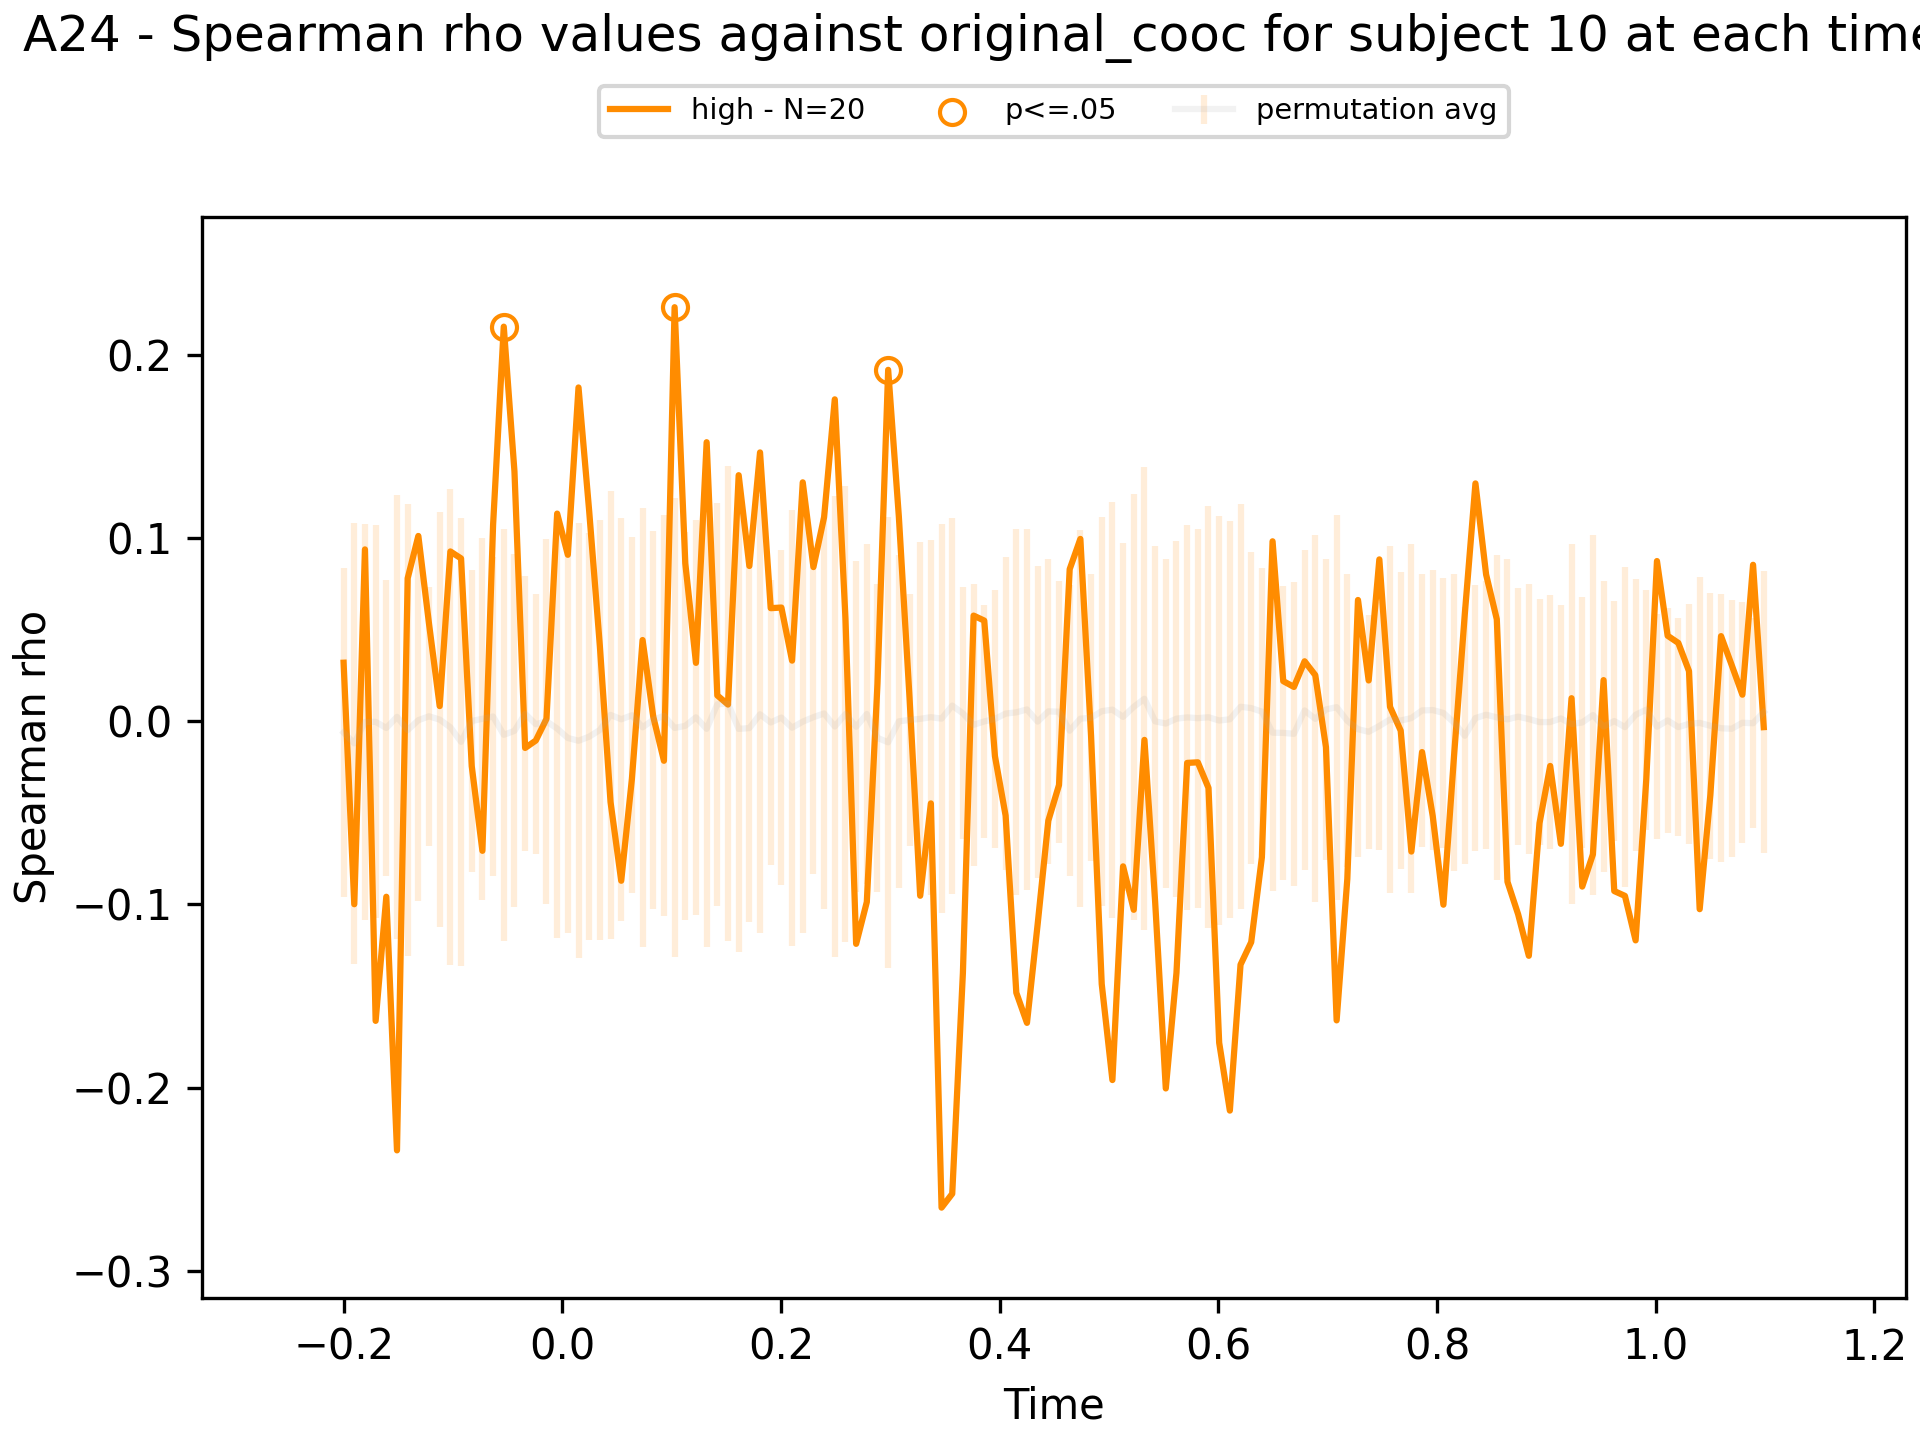 A24 - Spearman rho values against original_cooc for subject 10 at each time
high - N=20
p<=.05
permutation avg
0.2
0.1
0.0
−0.1
−0.2
−0.3
Spearman rho
−0.2
0.0
0.2
0.4
0.6
0.8
1.0
1.2
Time